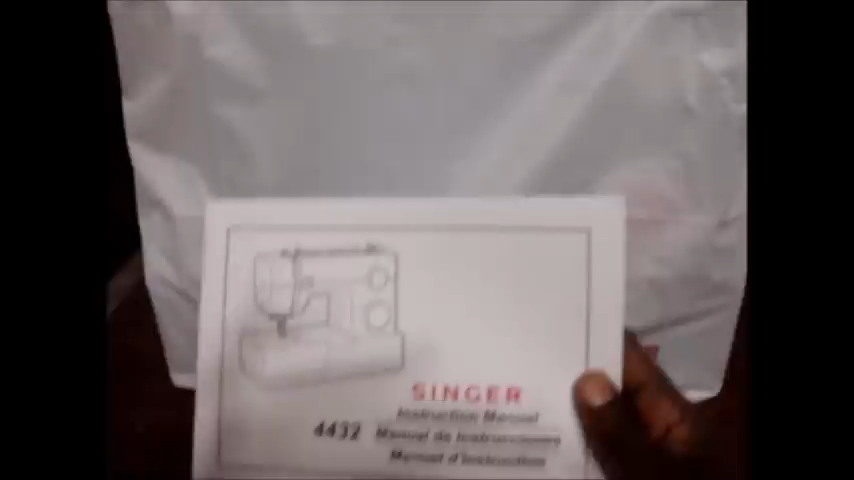 SINGER
Instruction Manual
4432 Manual de Instrucciones
Manuel d'Instruction